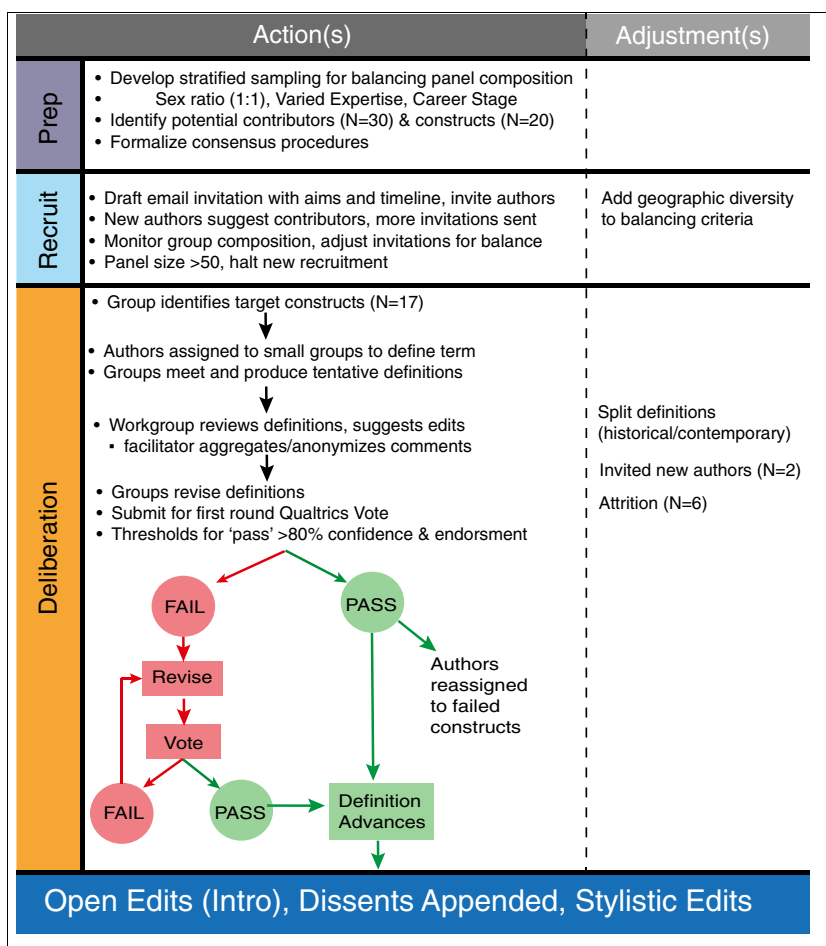 Action(s)
Adjustment(s)
Prep
• Develop stratified sampling for balancing panel composition
• Sex ratio (1:1), Varied Expertise, Career Stage
• Identify potential contributors (N=30) & constructs (N=20)
• Formalize consensus procedures
Recruit
• Draft email invitation with aims and timeline, invite authors
• New authors suggest contributors, more invitations sent
• Monitor group composition, adjust invitations for balance
• Panel size >50, halt new recruitment
Add geographic diversity
to balancing criteria
Deliberation
• Group identifies target constructs (N=17)
• Authors assigned to small groups to define term
• Groups meet and produce tentative definitions
• Workgroup reviews definitions, suggests edits
▪ facilitator aggregates/anonymizes comments
• Groups revise definitions
• Submit for first round Qualtrics Vote
• Thresholds for ‘pass’ >80% confidence & endorsment
Split definitions
(historical/contemporary)
Invited new authors (N=2)
Attrition (N=6)
FAIL
PASS
Revise
Authors
reassigned
to failed
constructs
Vote
FAIL
PASS
Definition
Advances
Open Edits (Intro), Dissents Appended, Stylistic Edits